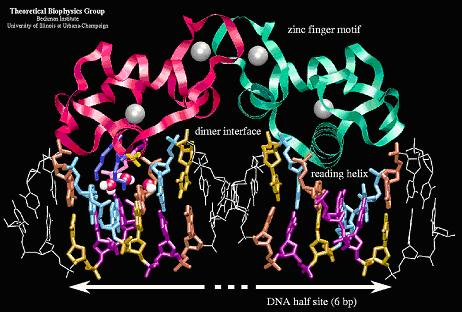 Theoretical Biophysics Group
Beckman Institute
University of Illinois at Urbana-Champaign
zinc finger motif
dimer interface
reading helix
DNA half site (6 bp)